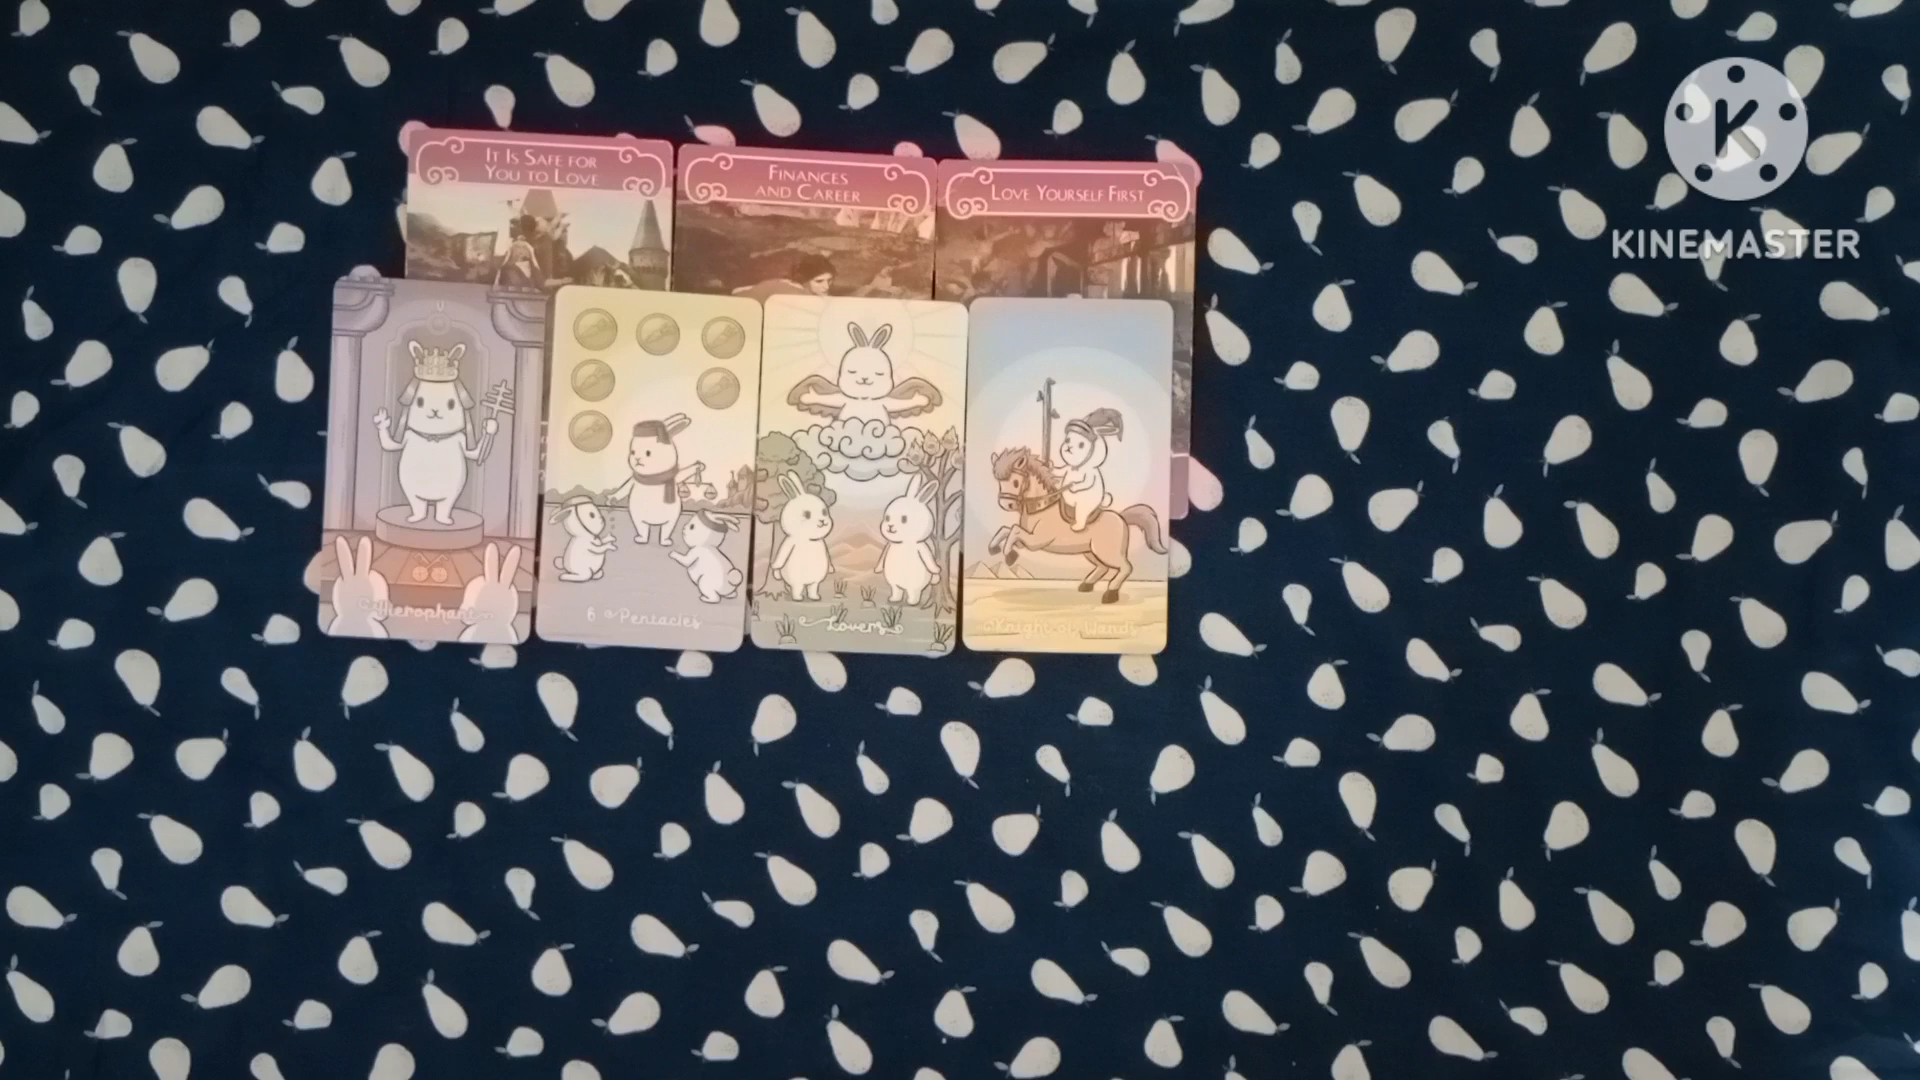 IT IS SAFE FOR
YOU TO LOVE
FINANCES
AND CAREER
LOVE YOURSELF FIRST
K
KINEMASTER
Hierophant
6 of Pentacles
Lovers
Knight of Wands